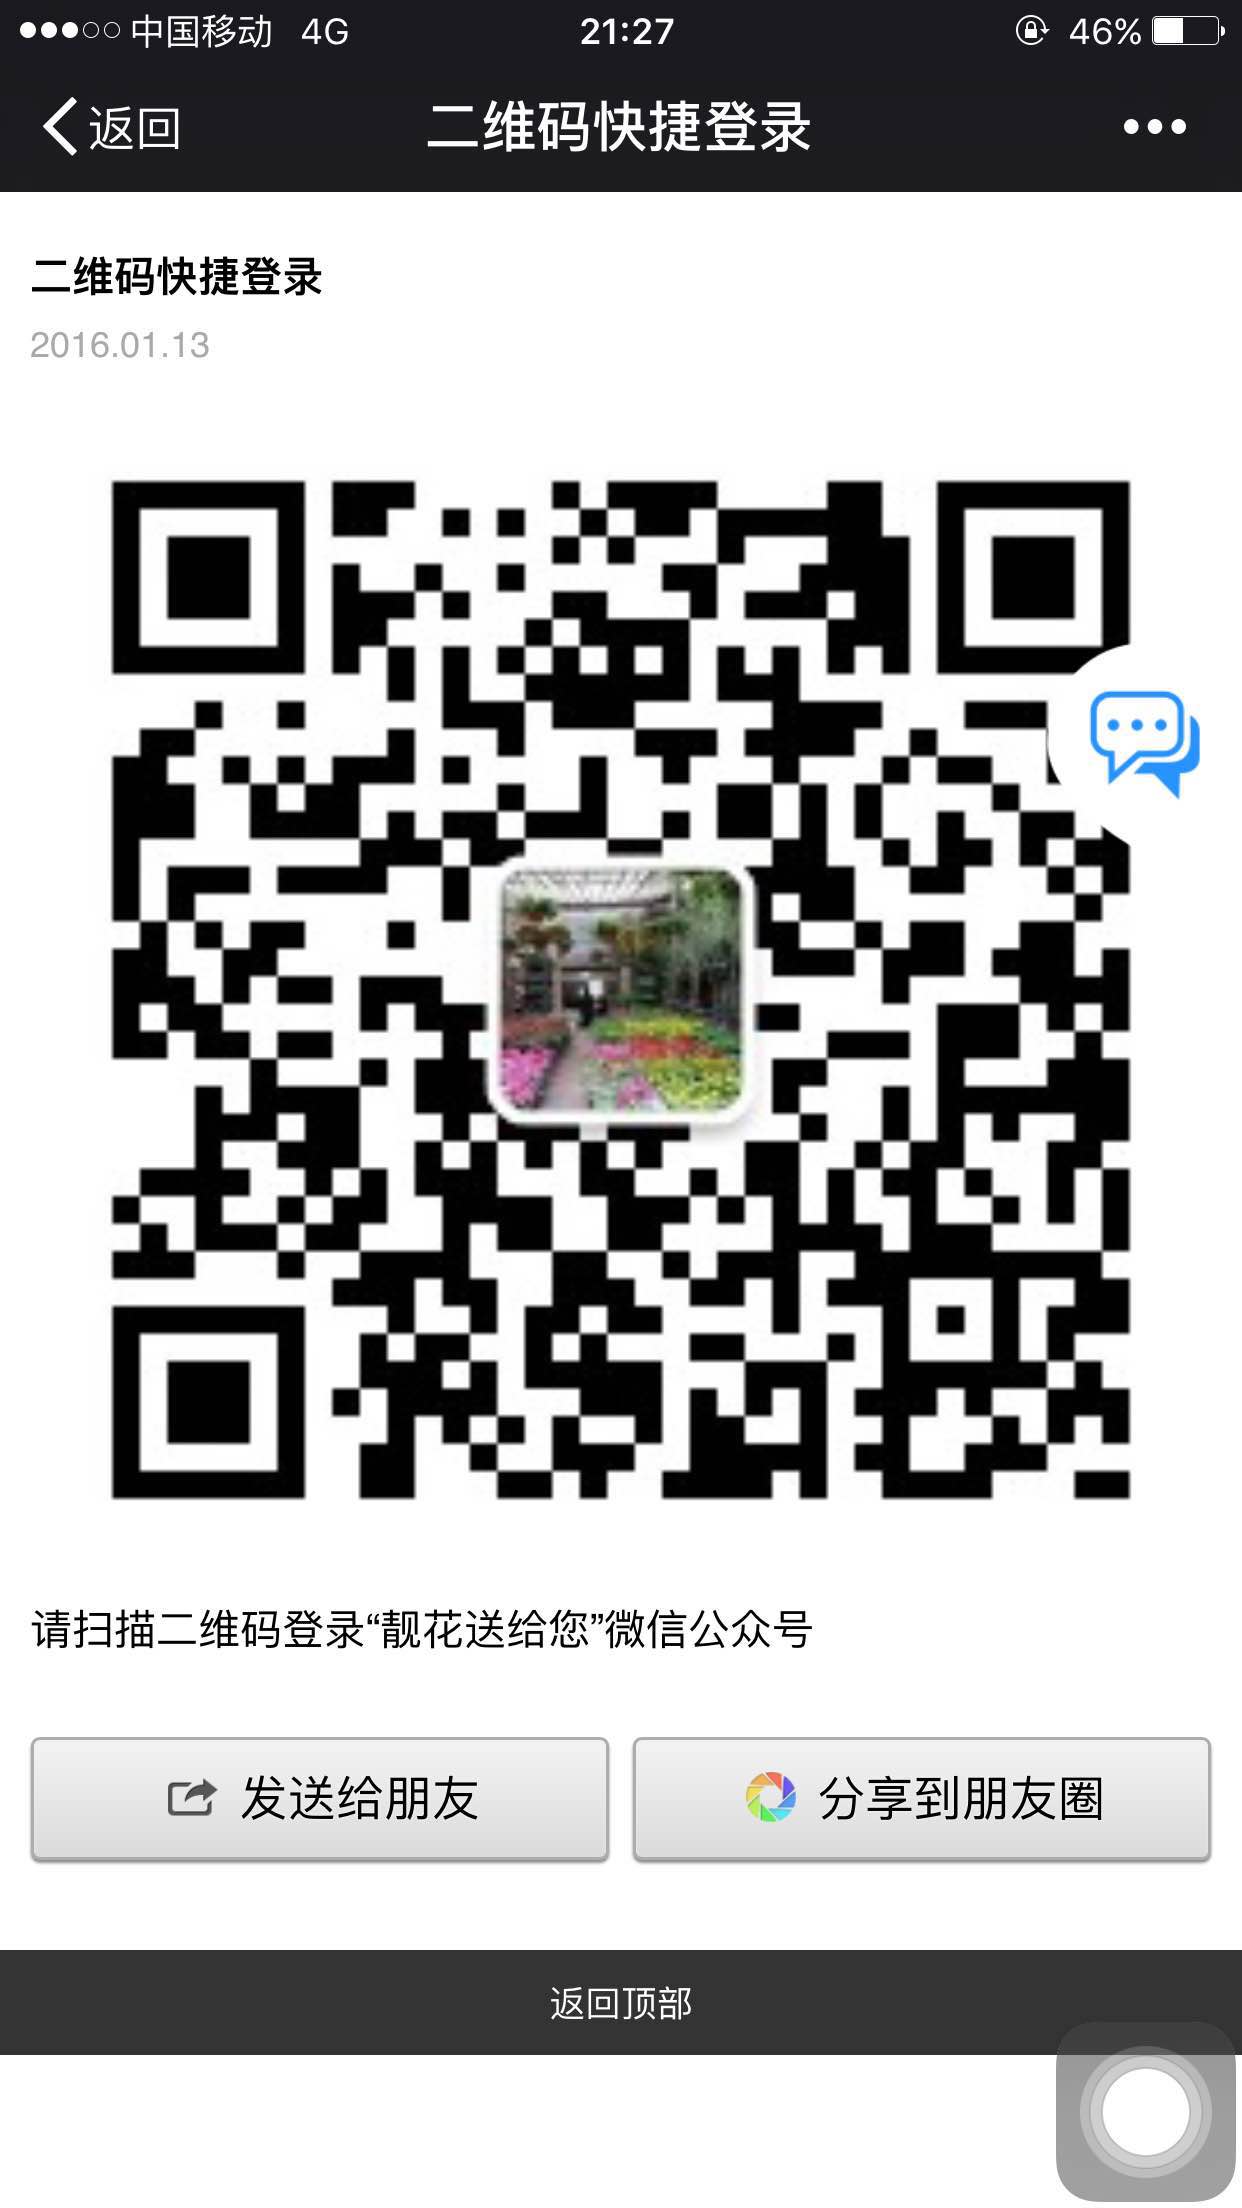 中国移动 4G 21:27 46%
返回 二维码快捷登录
二维码快捷登录
2016.01.13
请扫描二维码登录“靓花送给您”微信公众号
发送给朋友 分享到朋友圈
返回顶部